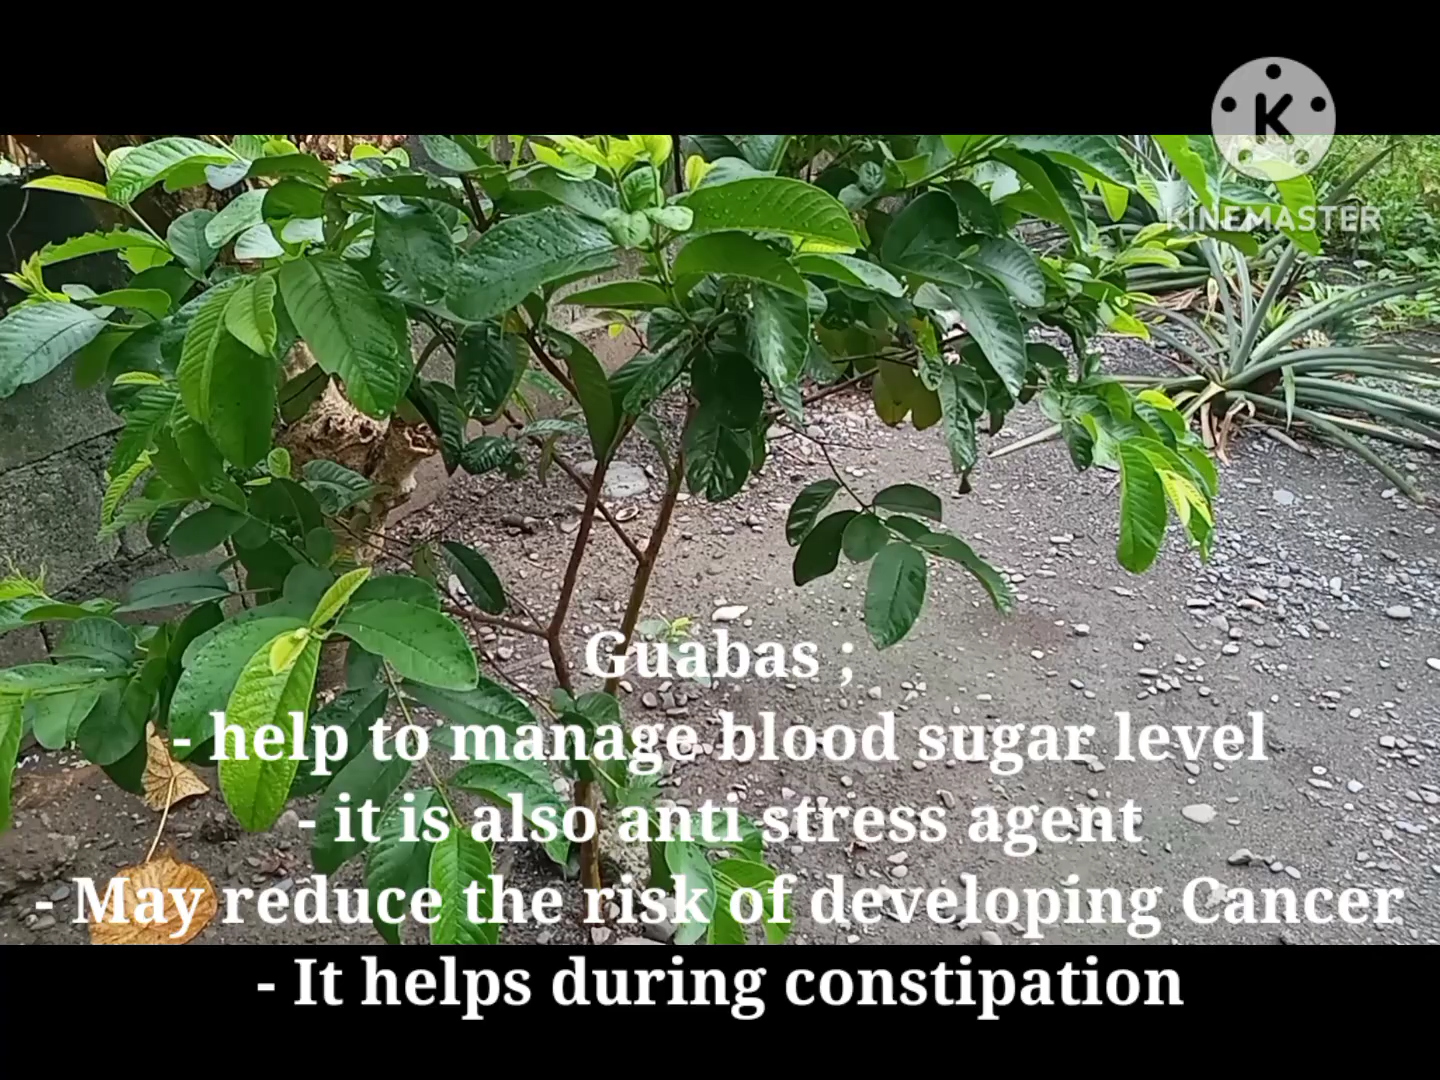 K
KINEMASTER
Guabas ;
- help to manage blood sugar level
- it is also anti stress agent
- May reduce the risk of developing Cancer
- It helps during constipation